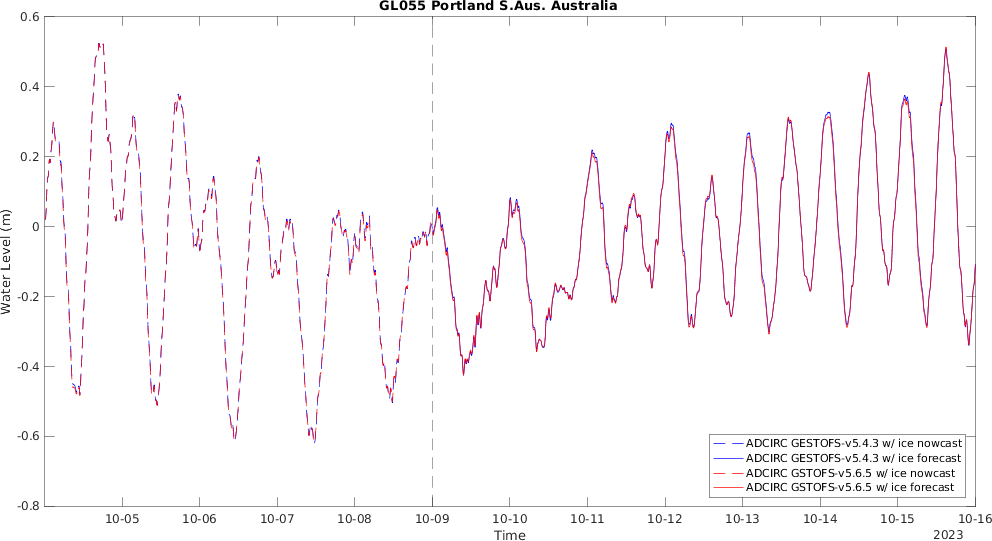 GL055 Portland S.Aus. Australia
0.6
0.4
0.2
0
-0.2
-0.4
-0.6
-0.8
Water Level (m)
ADCIRC GESTOFS-v5.4.3 w/ ice nowcast
ADCIRC GESTOFS-v5.4.3 w/ ice forecast
ADCIRC GSTOFS-v5.6.5 w/ ice nowcast
ADCIRC GSTOFS-v5.6.5 w/ ice forecast
10-05 10-06 10-07 10-08 10-09 10-10 10-11 10-12 10-13 10-14 10-15 10-16
Time
2023